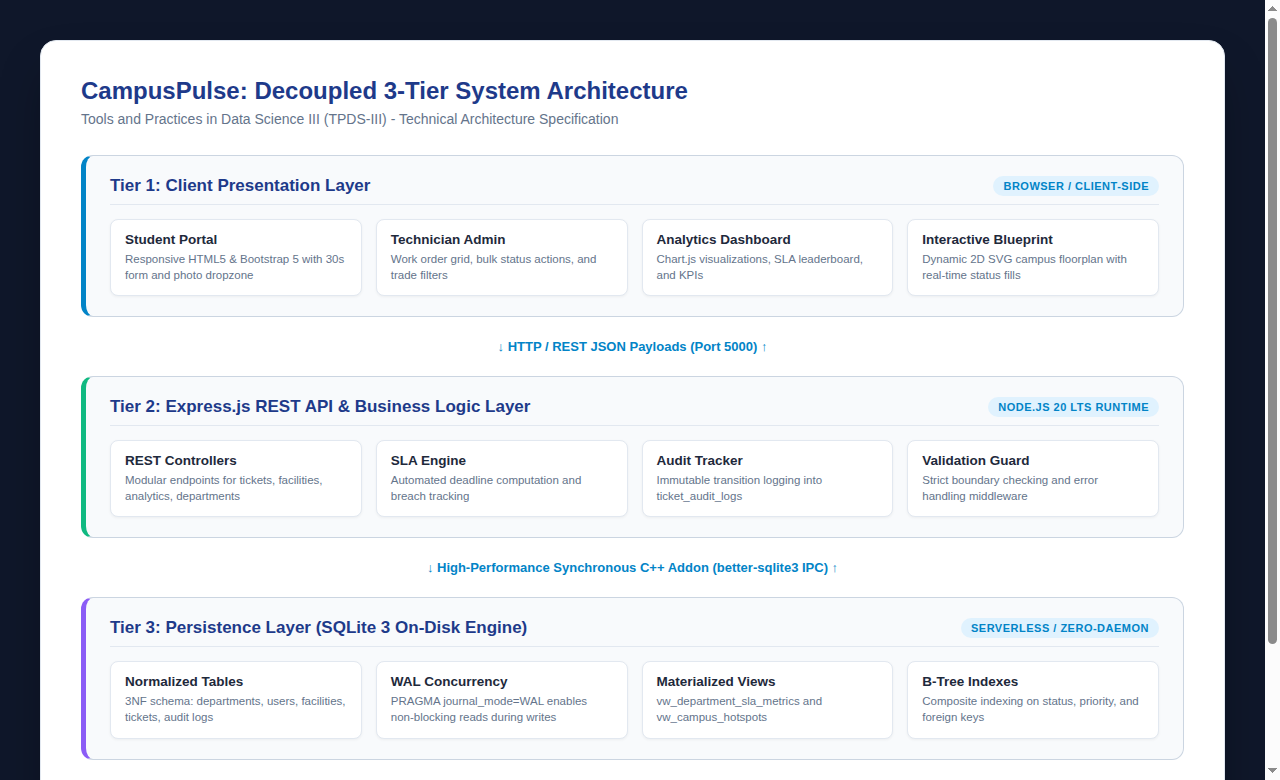 CampusPulse: Decoupled 3-Tier System Architecture
Tools and Practices in Data Science III (TPDS-III) - Technical Architecture Specification
Tier 1: Client Presentation Layer
BROWSER / CLIENT-SIDE
Student Portal
Responsive HTML5 & Bootstrap 5 with 30s
form and photo dropzone
Technician Admin
Work order grid, bulk status actions, and
trade filters
Analytics Dashboard
Chart.js visualizations, SLA leaderboard,
and KPIs
Interactive Blueprint
Dynamic 2D SVG campus floorplan with
real-time status fills
↓ HTTP / REST JSON Payloads (Port 5000) ↑
Tier 2: Express.js REST API & Business Logic Layer
NODE.JS 20 LTS RUNTIME
REST Controllers
Modular endpoints for tickets, facilities,
analytics, departments
SLA Engine
Automated deadline computation and
breach tracking
Audit Tracker
Immutable transition logging into
ticket_audit_logs
Validation Guard
Strict boundary checking and error
handling middleware
↓ High-Performance Synchronous C++ Addon (better-sqlite3 IPC) ↑
Tier 3: Persistence Layer (SQLite 3 On-Disk Engine)
SERVERLESS / ZERO-DAEMON
Normalized Tables
3NF schema: departments, users, facilities,
tickets, audit logs
WAL Concurrency
PRAGMA journal_mode=WAL enables
non-blocking reads during writes
Materialized Views
vw_department_sla_metrics and
vw_campus_hotspots
B-Tree Indexes
Composite indexing on status, priority, and
foreign keys